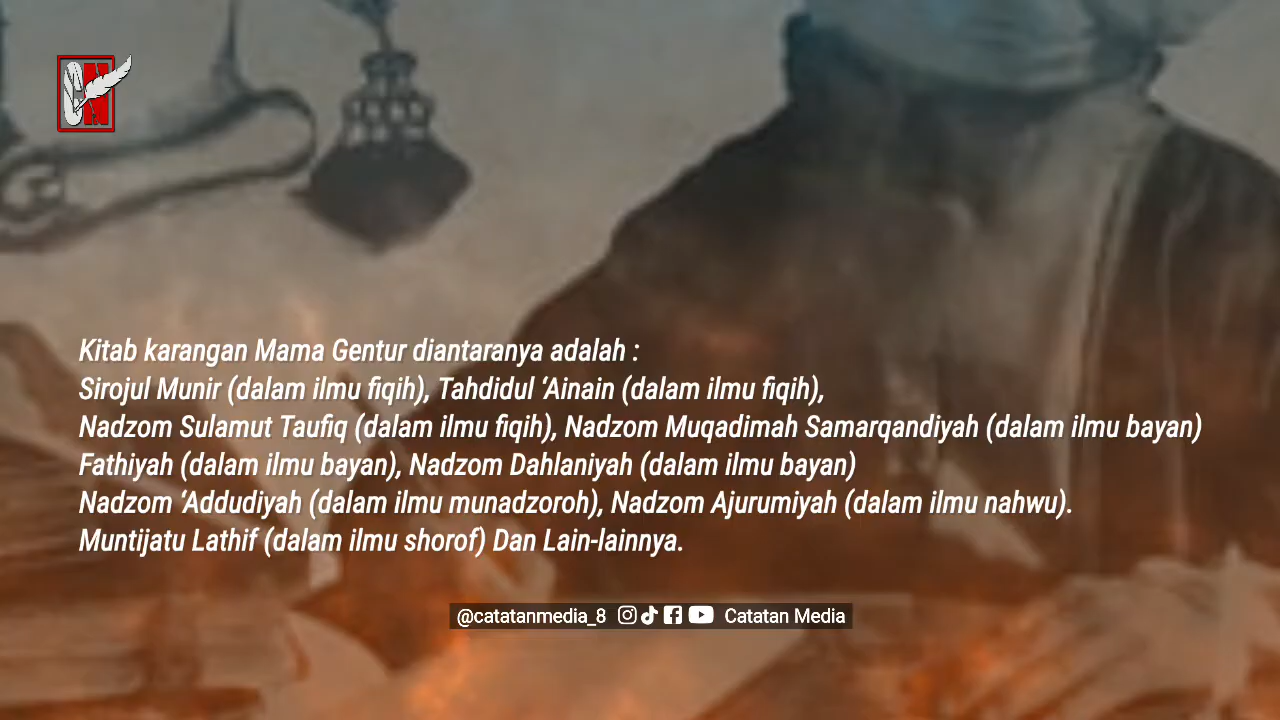 Kitab karangan Mama Gentur diantaranya adalah :
Sirojul Munir (dalam ilmu fiqih), Tahdidul ‘Ainain (dalam ilmu fiqih),
Nadzom Sulamut Taufiq (dalam ilmu fiqih), Nadzom Muqadimah Samarqandiyah (dalam ilmu bayan)
Fathiyah (dalam ilmu bayan), Nadzom Dahlaniyah (dalam ilmu bayan)
Nadzom ‘Addudiyah (dalam ilmu munadzoroh), Nadzom Ajurumiyah (dalam ilmu nahwu).
Muntijatu Lathif (dalam ilmu shorof) Dan Lain-lainnya.
@catatanmedia_8 Catatan Media